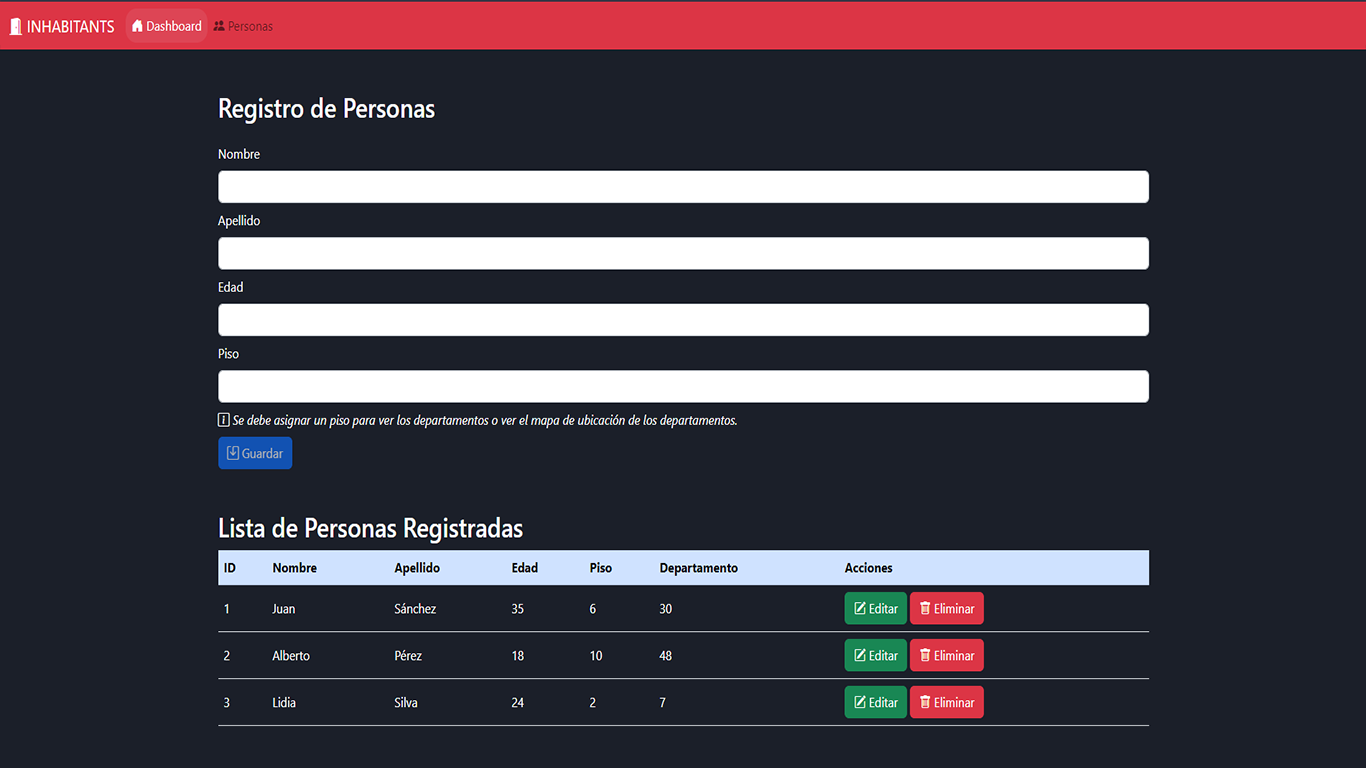 INHABITANTS Dashboard Personas
Registro de Personas
Nombre
Apellido
Edad
Piso
Se debe asignar un piso para ver los departamentos o ver el mapa de ubicación de los departamentos.
Guardar
Lista de Personas Registradas
ID Nombre Apellido Edad Piso Departamento Acciones
1 Juan Sánchez 35 6 30 Editar Eliminar
2 Alberto Pérez 18 10 48 Editar Eliminar
3 Lidia Silva 24 2 7 Editar Eliminar